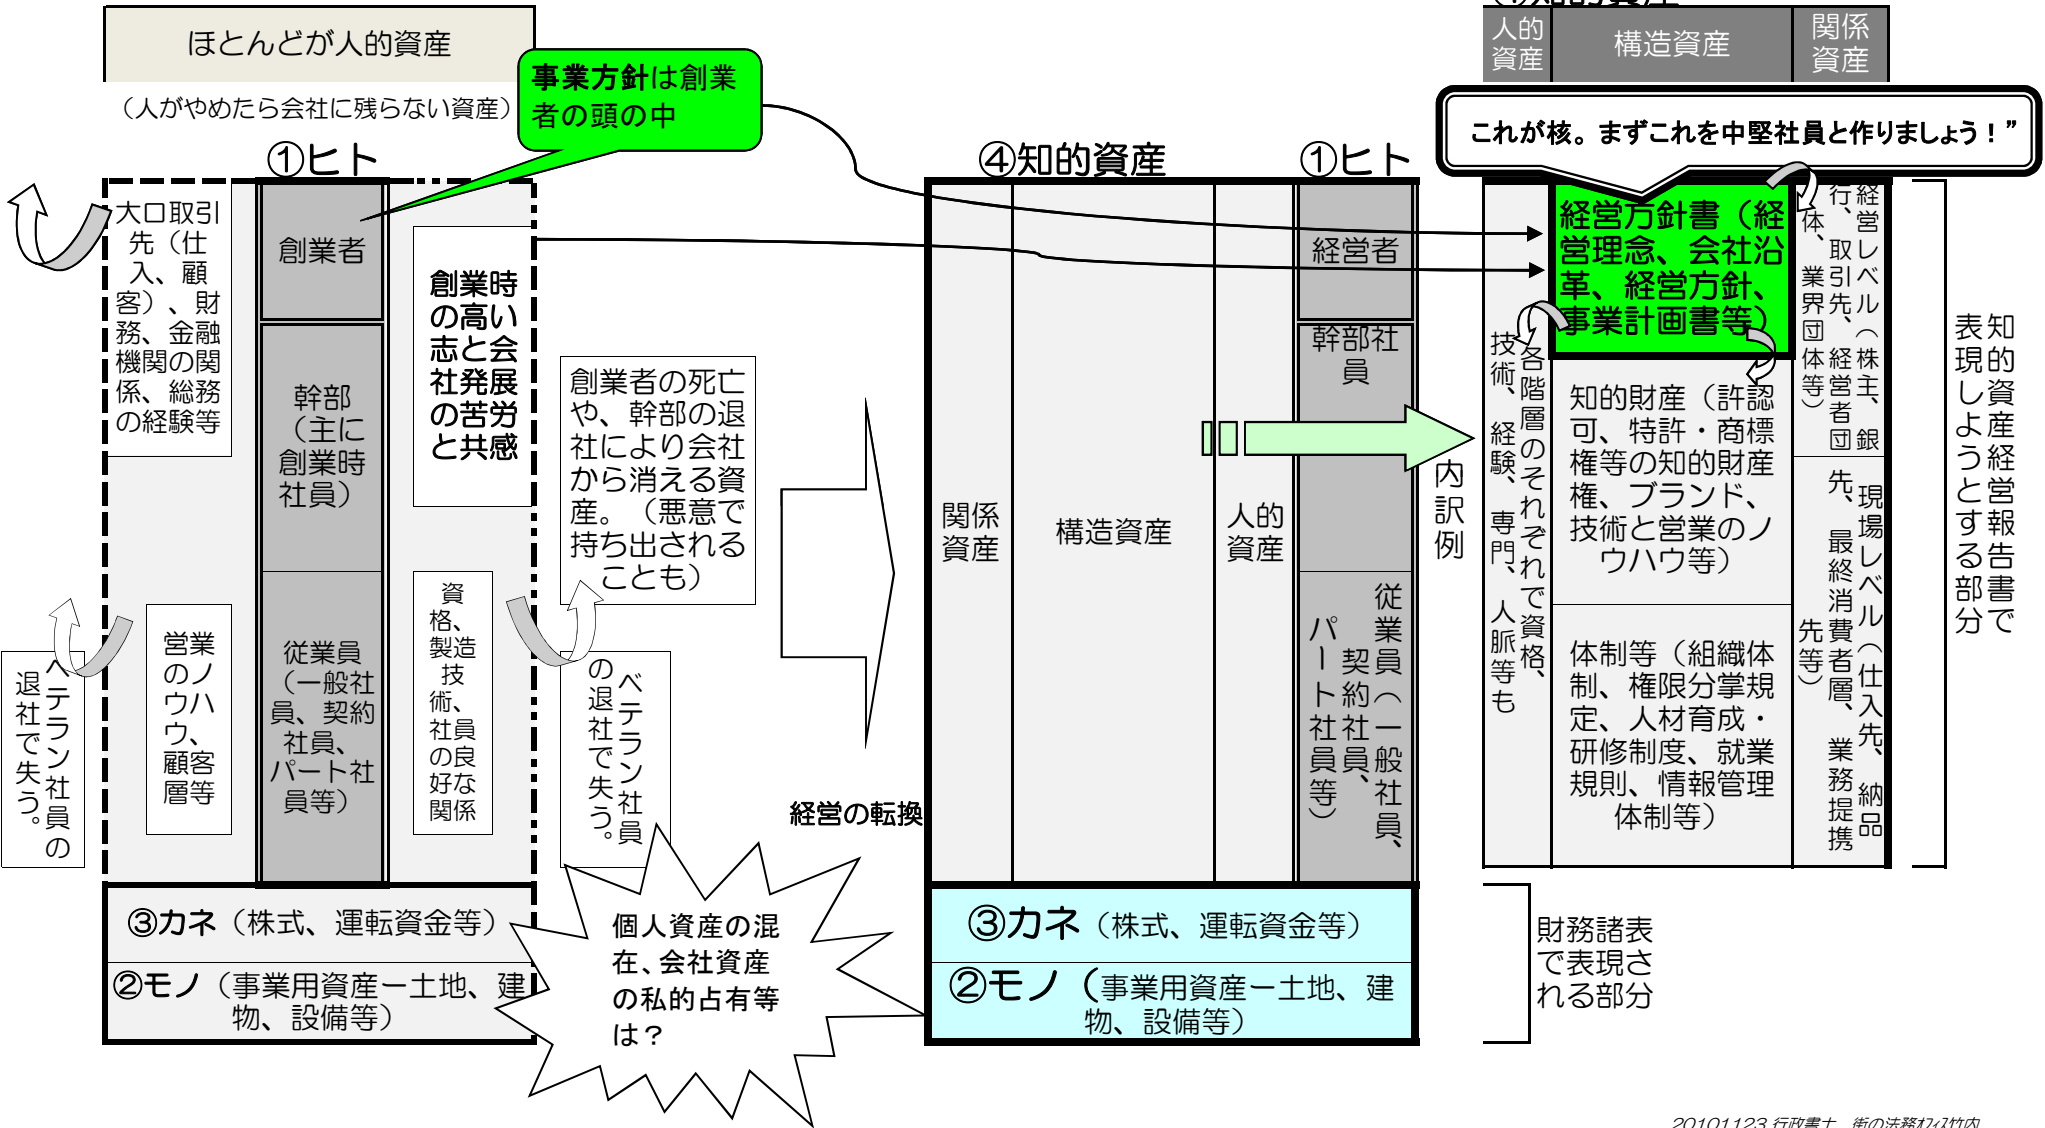 ほとんどが人的資産
（人がやめたら会社に残らない資産）
事業方針は創業
者の頭の中
①ヒト
大口取引
先（仕
入、顧
客）、財
務、金融
機関の関
係、総務
の経験等
創業者
幹部
（主に
創業時
社員）
従業員
（一般社
員、契約
社員、
パート社
員等）
創業時
の高い
志と会
社発展
の苦労
と共感
営業
のノ
ウハ
ウ、
顧客
層等
資
格、
製造
技
術、
社員
の良
好な
関係
ベテラン社員の
退社で失う。
ベテラン社員
の退社で失う。
創業者の死亡
や、幹部の退
社により会社
から消える資
産。（悪意で
持ち出される
ことも）
③カネ（株式、運転資金等）
②モノ（事業用資産ー土地、建
物、設備等）
個人資産の混
在、会社資産
の私的占有等
は？
経営の転換
④知的資産
①ヒト
関係
資産
構造資産
人的
資産
経営者
幹部社
員
従業員（一般社員、
契約社員、
パート社員等）
③カネ（株式、運転資金等）
②モノ（事業用資産ー土地、建
物、設備等）
内訳例
人的
資産
構造資産
関係
資産
これが核。まずこれを中堅社員と作りましょう！”
経営方針書（経
営理念、会社沿
革、経営方針、
事業計画書等）
各階層のそれぞれで資格、
技術、経験、専門、人脈等も
知的財産（許認
可、特許・商標
権等の知的財産
権、ブランド、
技術と営業のノ
ウハウ等）
体制等（組織体
制、権限分掌規
定、人材育成・
研修制度、就業
規則、情報管理
体制等）
経営レベル（株主、銀
行、取引先、経営者団
体、業界団体等）
現場レベル（仕入先、納品
先、最終消費者層、業務提携
先等）
知的資産経営報告書で
表現しようとする部分
財務諸表
で表現さ
れる部分
20101123 行政書士 街の法務ｵﾌｨｽ竹内